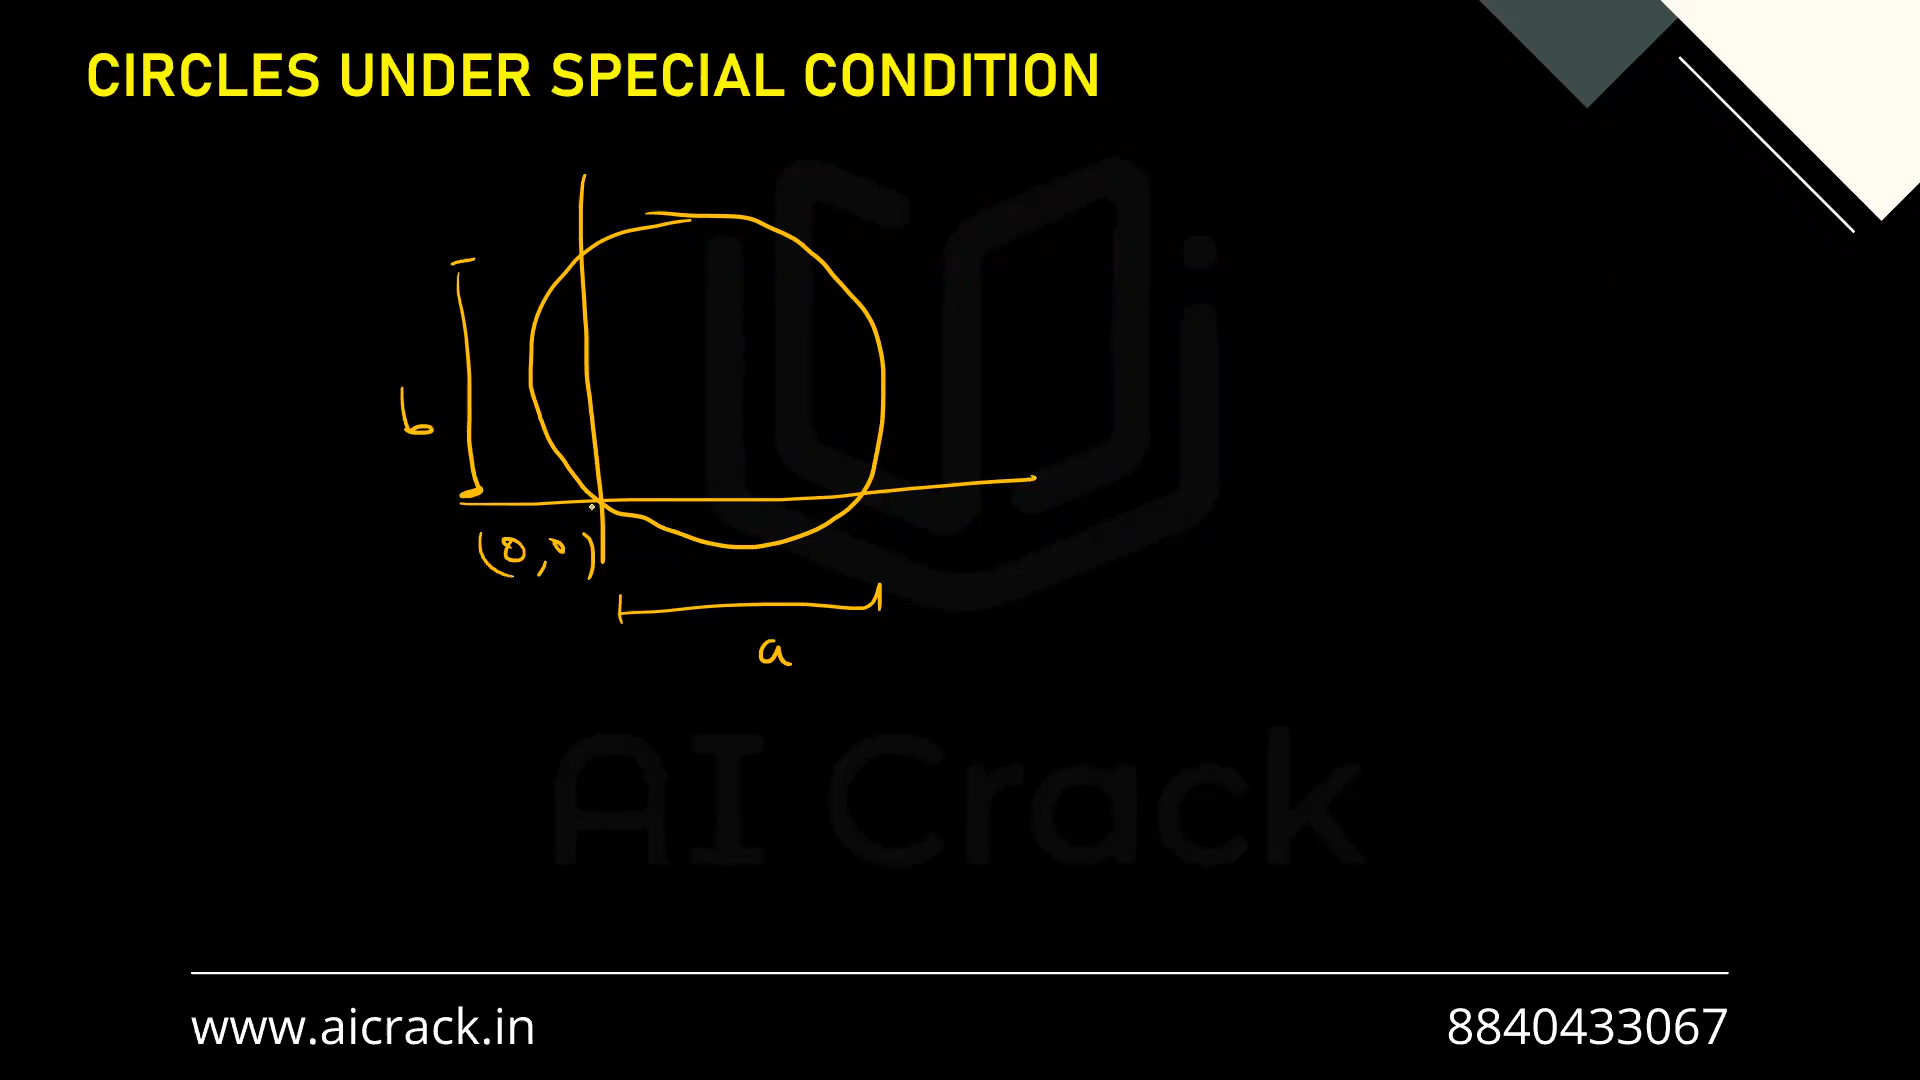 CIRCLES UNDER SPECIAL CONDITION
b
(0,0)
a
AI Crack
www.aicrack.in
8840433067